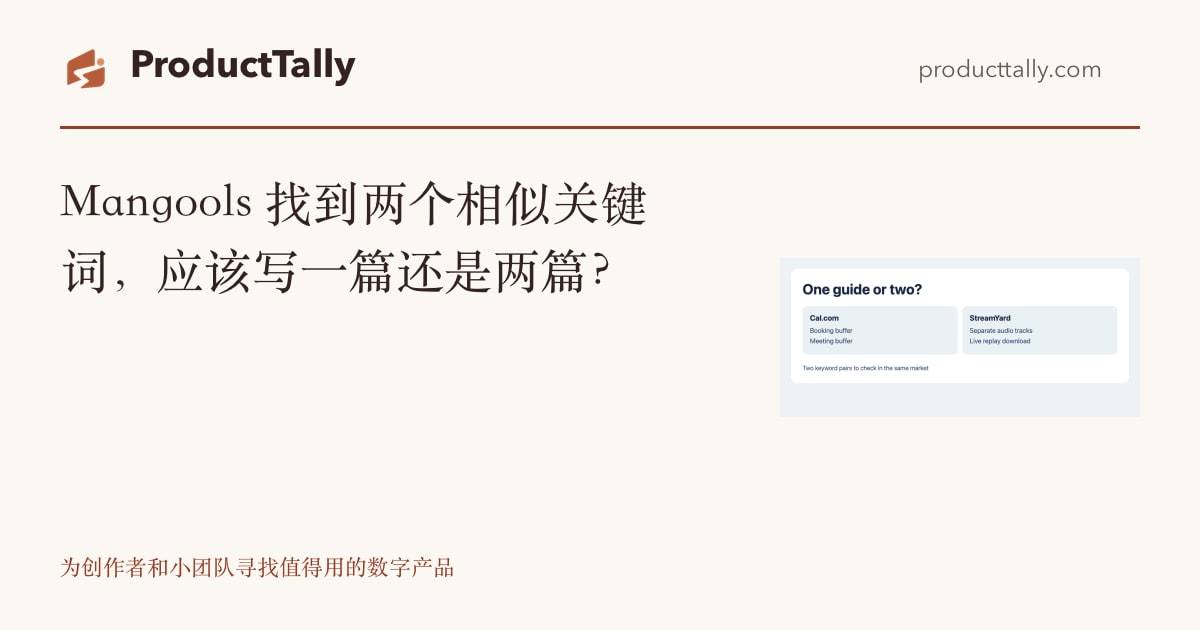 ProductTally
producttally.com
Mangools 找到两个相似关键
词，应该写一篇还是两篇？
One guide or two?
Cal.com
Booking buffer
Meeting buffer
StreamYard
Separate audio tracks
Live replay download
Two keyword pairs to check in the same market
为创作者和小团队寻找值得用的数字产品